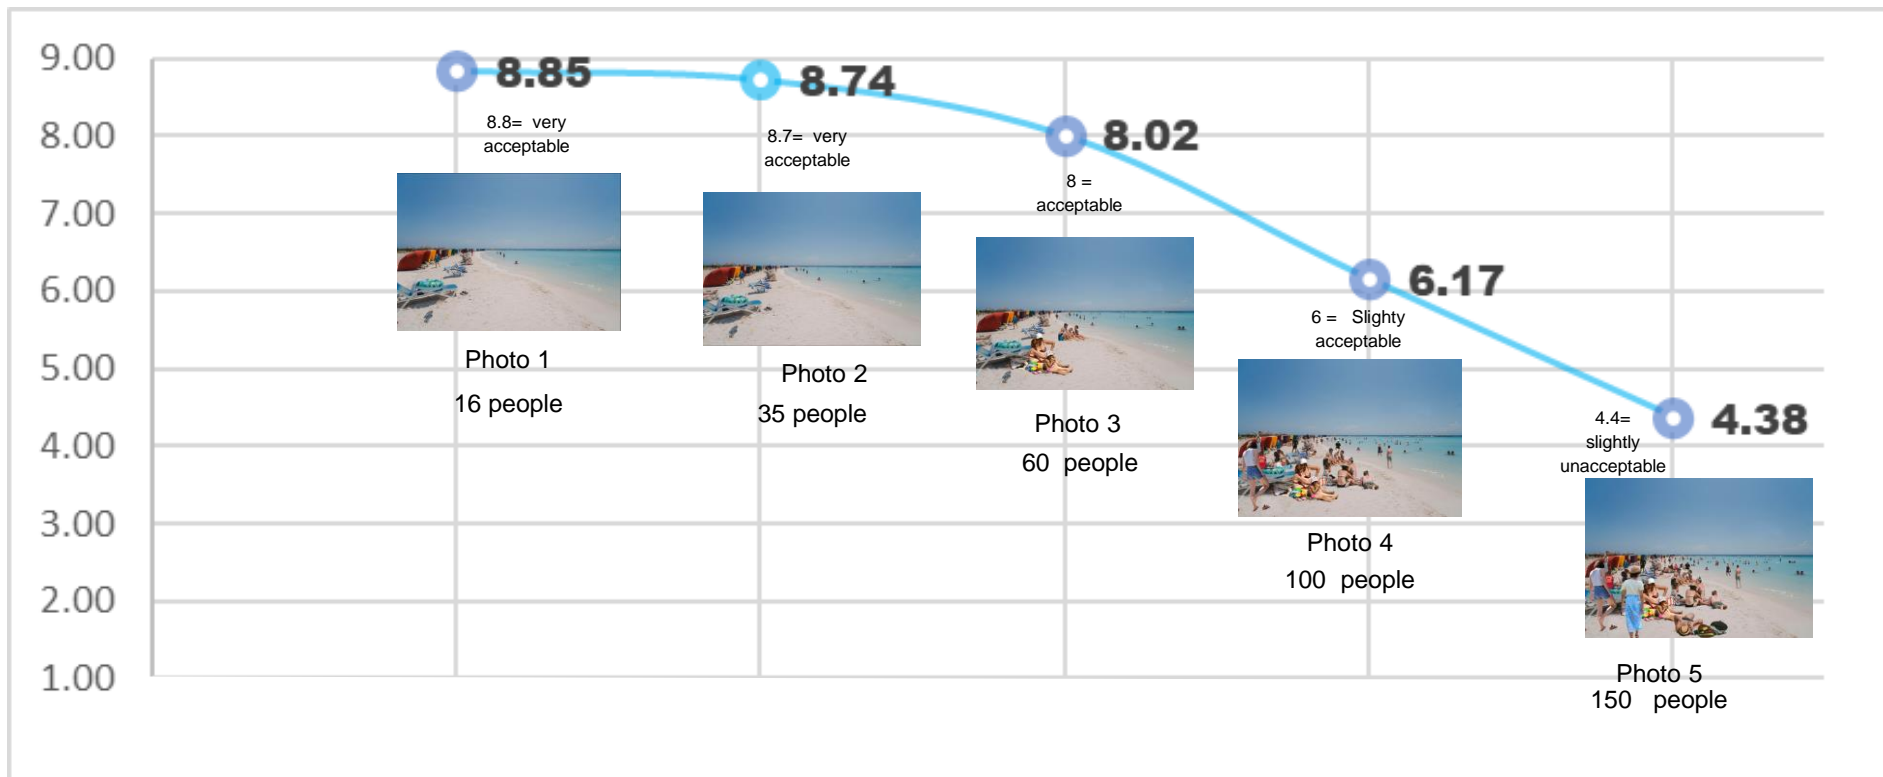 9.00
8.00
7.00
6.00
5.00
4.00
3.00
2.00
1.00
8.85
8.8= very
acceptable
Photo 1
16 people
8.74
8.7= very
acceptable
Photo 2
35 people
8.02
8 =
acceptable
Photo 3
60 people
6.17
6 = Slighty
acceptable
Photo 4
100 people
4.38
4.4=
slightly
unacceptable
Photo 5
150 people